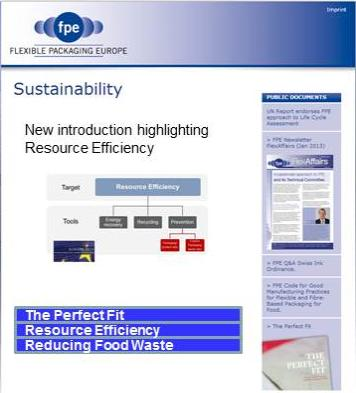 Imprint
fpe
FLEXIBLE PACKAGING EUROPE
Sustainability
New introduction highlighting
Resource Efficiency
Target
Resource Efficiency
Tools
Energy
recovery
Recycling
Prevention
The Perfect Fit
Resource Efficiency
Reducing Food Waste
PUBLIC DOCUMENTS
UN Report endorses FPE
approach to Life Cycle
Assessment
> FPE Newsletter
FlexAffairs (Jan 2013)
FlexAffairs
> FPE Q&A Swiss Ink
Ordinance.
> FPE Code for Good
Manufacturing Practices
for Flexible and Fibre-
Based Packaging for
Food.
> The Perfect Fit
THE
PERFECT
FIT